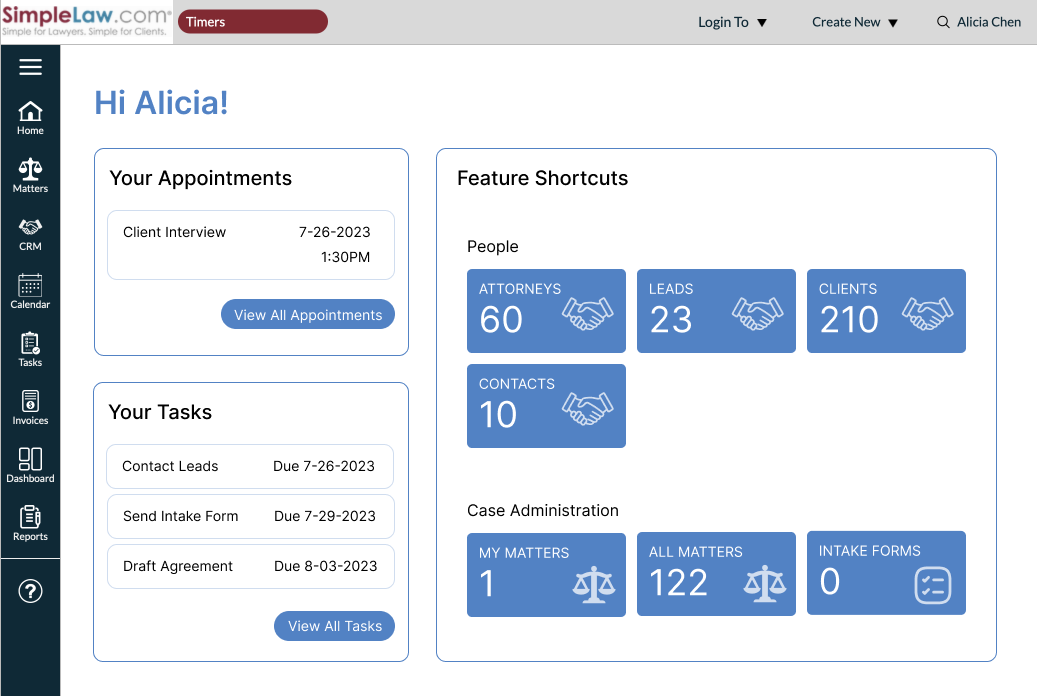 SimpleLaw.com®
Simple for Lawyers. Simple for Clients.
Timers
Login To
Create New
Alicia Chen
Home
Matters
CRM
Calendar
Tasks
Invoices
Dashboard
Reports
?
Hi Alicia!
Your Appointments
Client Interview 7-26-2023
1:30PM
View All Appointments
Your Tasks
Contact Leads Due 7-26-2023
Send Intake Form Due 7-29-2023
Draft Agreement Due 8-03-2023
View All Tasks
Feature Shortcuts
People
ATTORNEYS
60
LEADS
23
CLIENTS
210
CONTACTS
10
Case Administration
MY MATTERS
1
ALL MATTERS
122
INTAKE FORMS
0